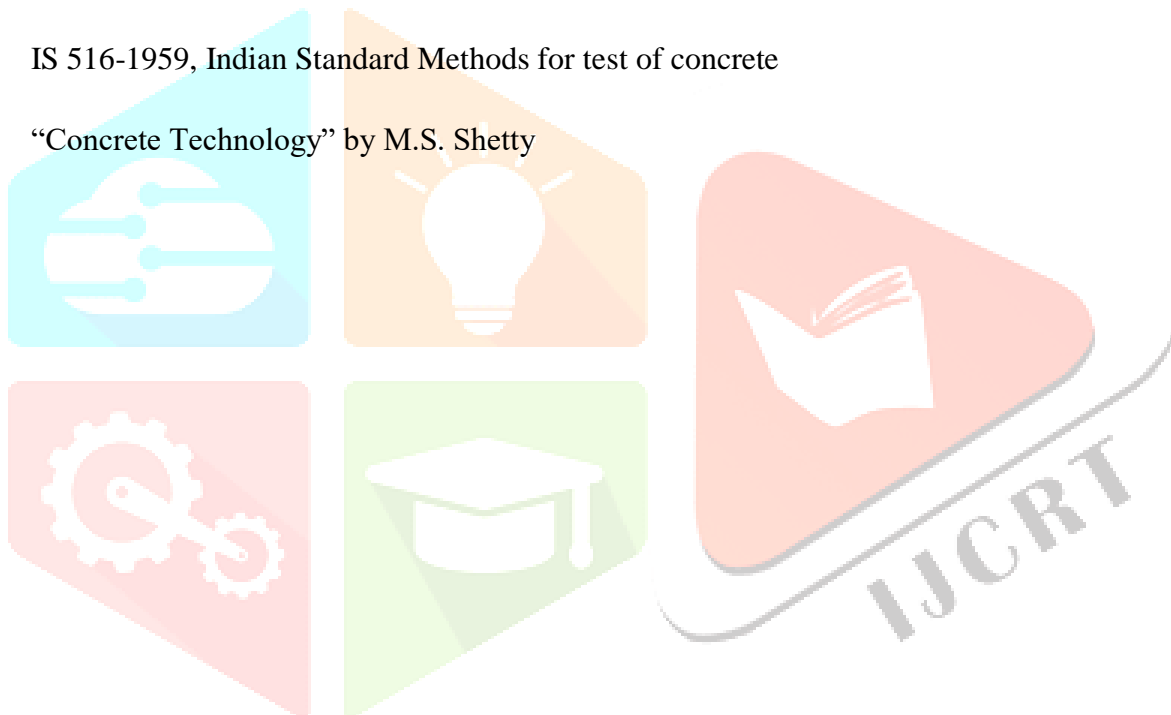 IS 516-1959, Indian Standard Methods for test of concrete
“Concrete Technology” by M.S. Shetty
IJCRT